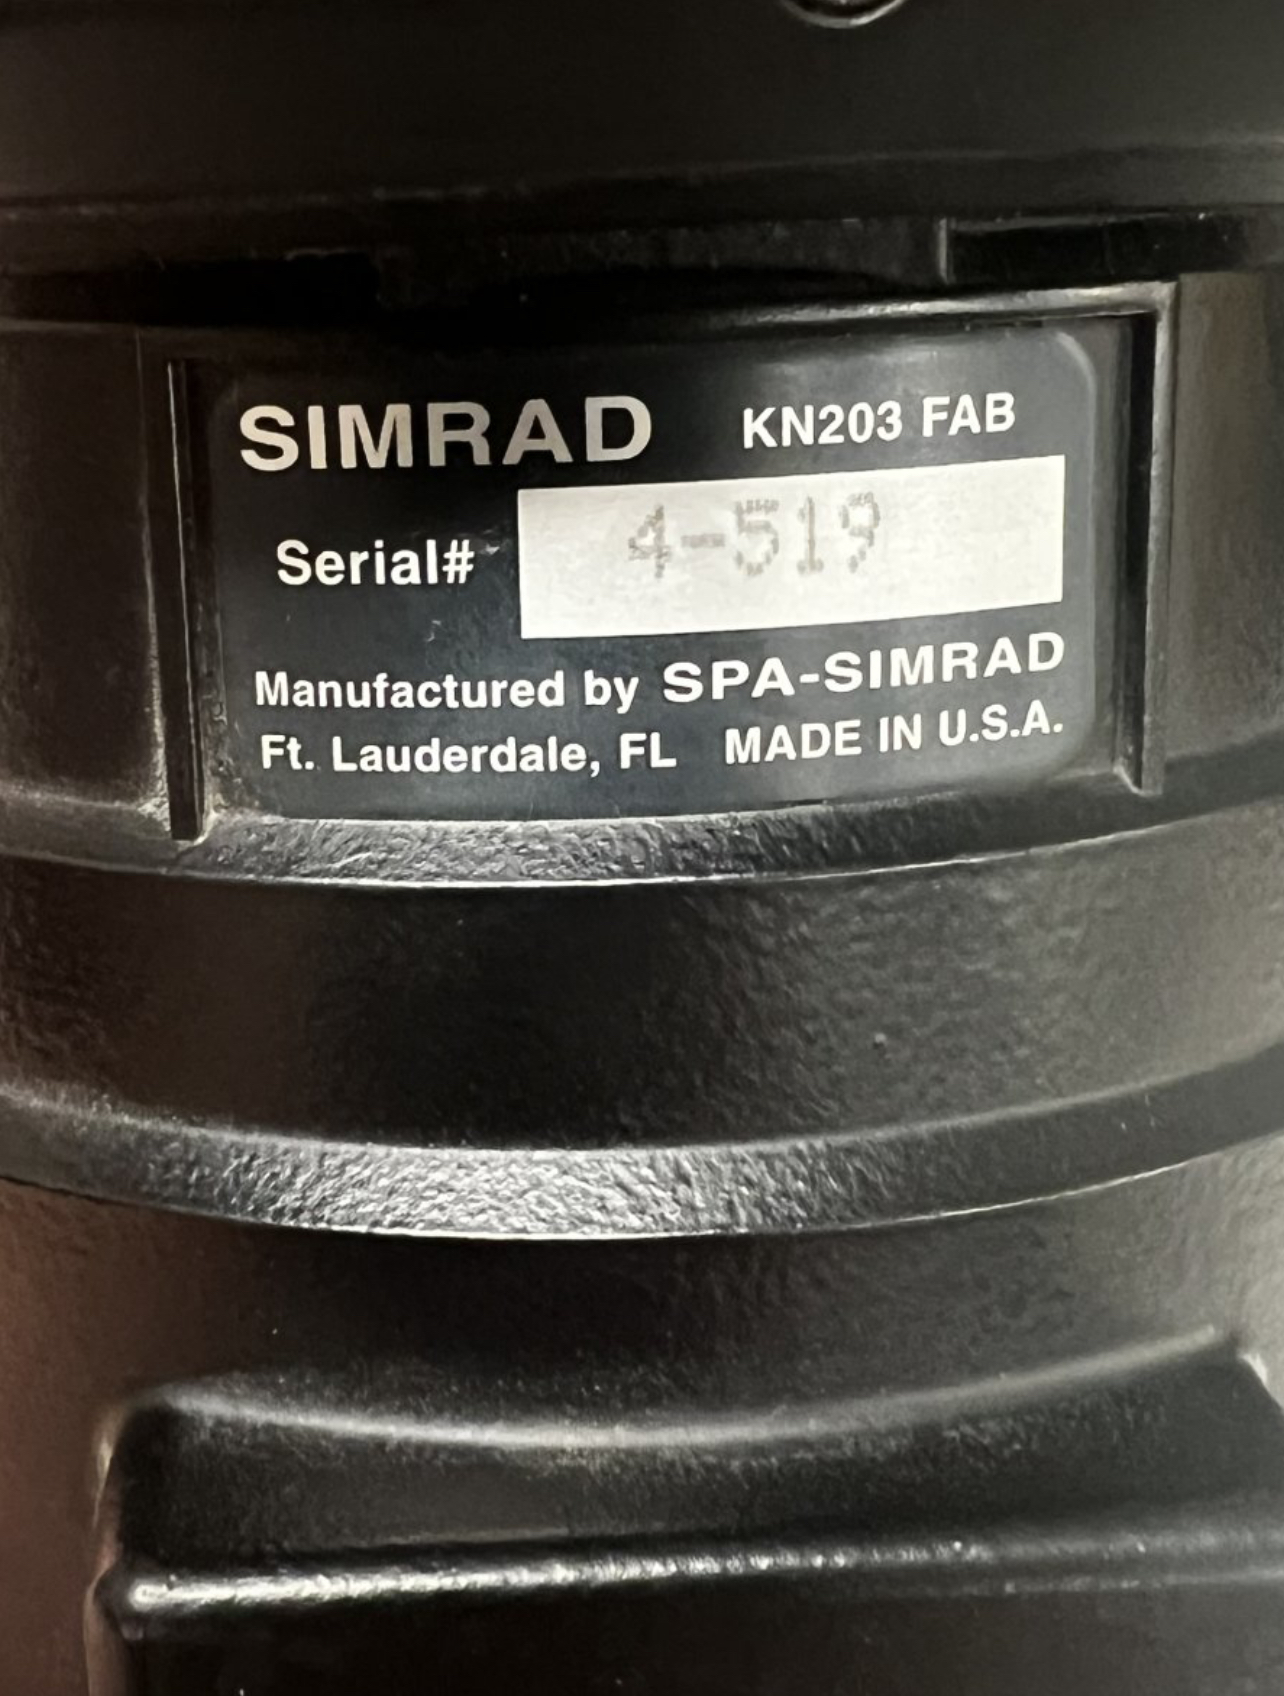 SIMRAD KN203 FAB
Serial# 4-519
Manufactured by SPA-SIMRAD
Ft. Lauderdale, FL MADE IN U.S.A.